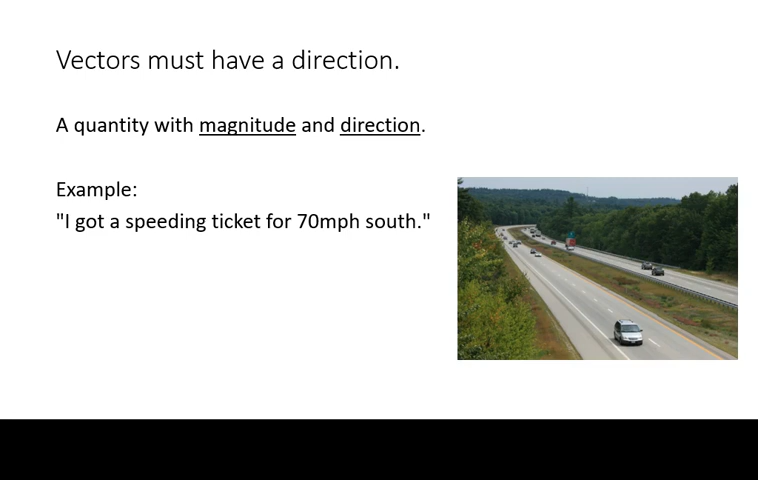 Vectors must have a direction.
A quantity with magnitude and direction.
Example:
"I got a speeding ticket for 70mph south."